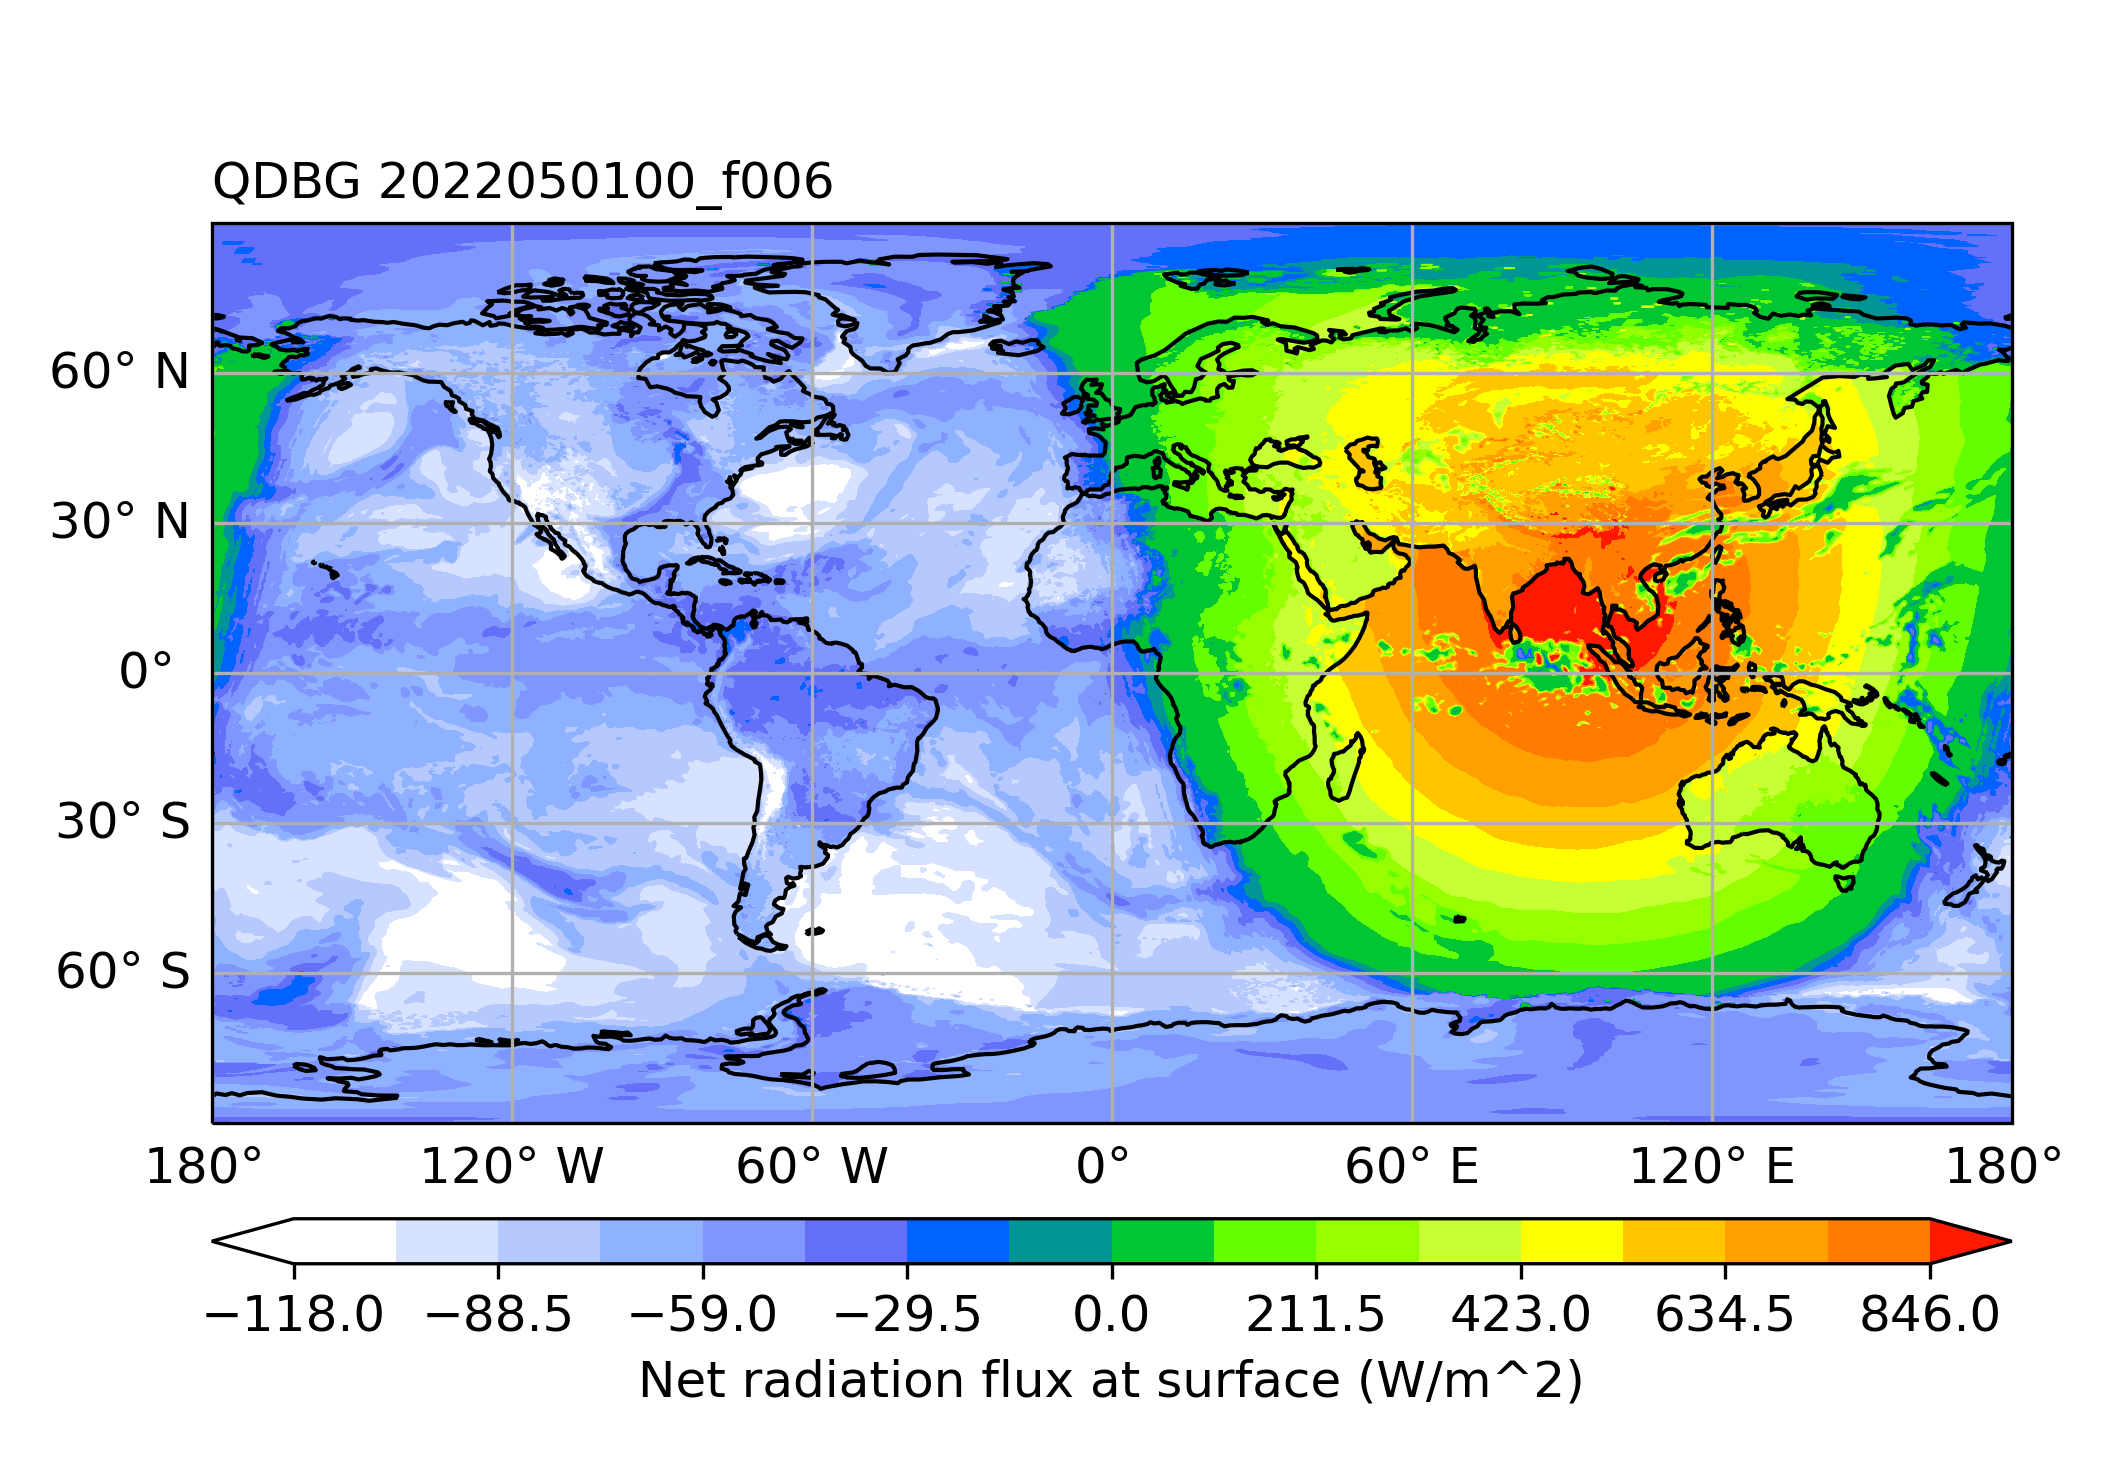 QDBG 2022050100_f006
60° N
30° N
0°
30° S
60° S
180° 120° W 60° W 0° 60° E 120° E 180°
−118.0 −88.5 −59.0 −29.5 0.0 211.5 423.0 634.5 846.0
Net radiation flux at surface (W/m^2)